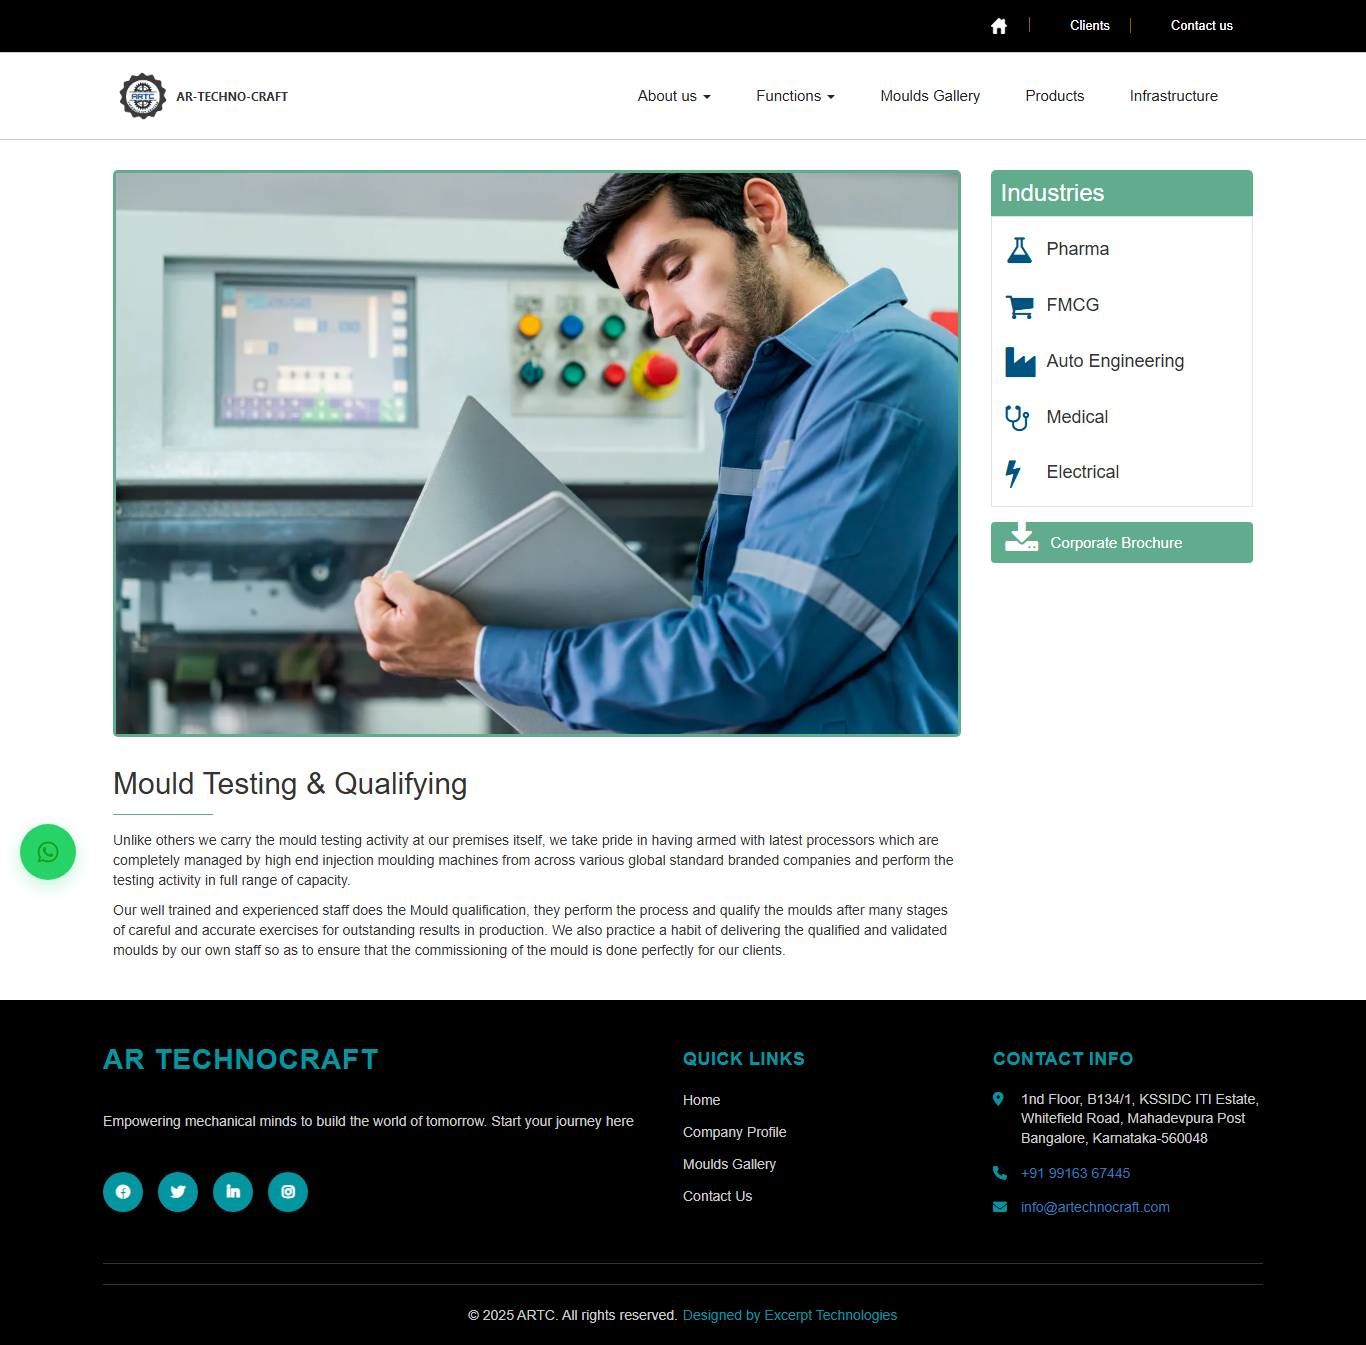 Clients
Contact us
ARTC
AR-TECHNO-CRAFT
About us
Functions
Moulds Gallery
Products
Infrastructure
Industries
Pharma
FMCG
Auto Engineering
Medical
Electrical
Corporate Brochure
Mould Testing & Qualifying
Unlike others we carry the mould testing activity at our premises itself, we take pride in having armed with latest processors which are
completely managed by high end injection moulding machines from across various global standard branded companies and perform the
testing activity in full range of capacity.
Our well trained and experienced staff does the Mould qualification, they perform the process and qualify the moulds after many stages
of careful and accurate exercises for outstanding results in production. We also practice a habit of delivering the qualified and validated
moulds by our own staff so as to ensure that the commissioning of the mould is done perfectly for our clients.
AR TECHNOCRAFT
Empowering mechanical minds to build the world of tomorrow. Start your journey here
QUICK LINKS
Home
Company Profile
Moulds Gallery
Contact Us
CONTACT INFO
1nd Floor, B134/1, KSSIDC ITI Estate,
Whitefield Road, Mahadevpura Post
Bangalore, Karnataka-560048
+91 99163 67445
info@artechnocraft.com
© 2025 ARTC. All rights reserved. Designed by Excerpt Technologies